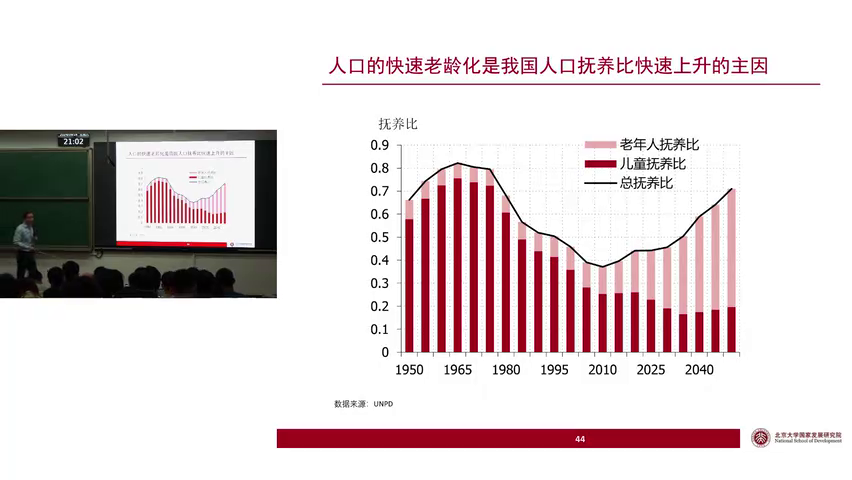 人口的快速老龄化是我国人口抚养比快速上升的主因
抚养比
老年人抚养比
儿童抚养比
总抚养比
0.9
0.8
0.7
0.6
0.5
0.4
0.3
0.2
0.1
0
1950 1965 1980 1995 2010 2025 2040
数据来源: UNPD
44
北京大学国家发展研究院
National School of Development
21:02